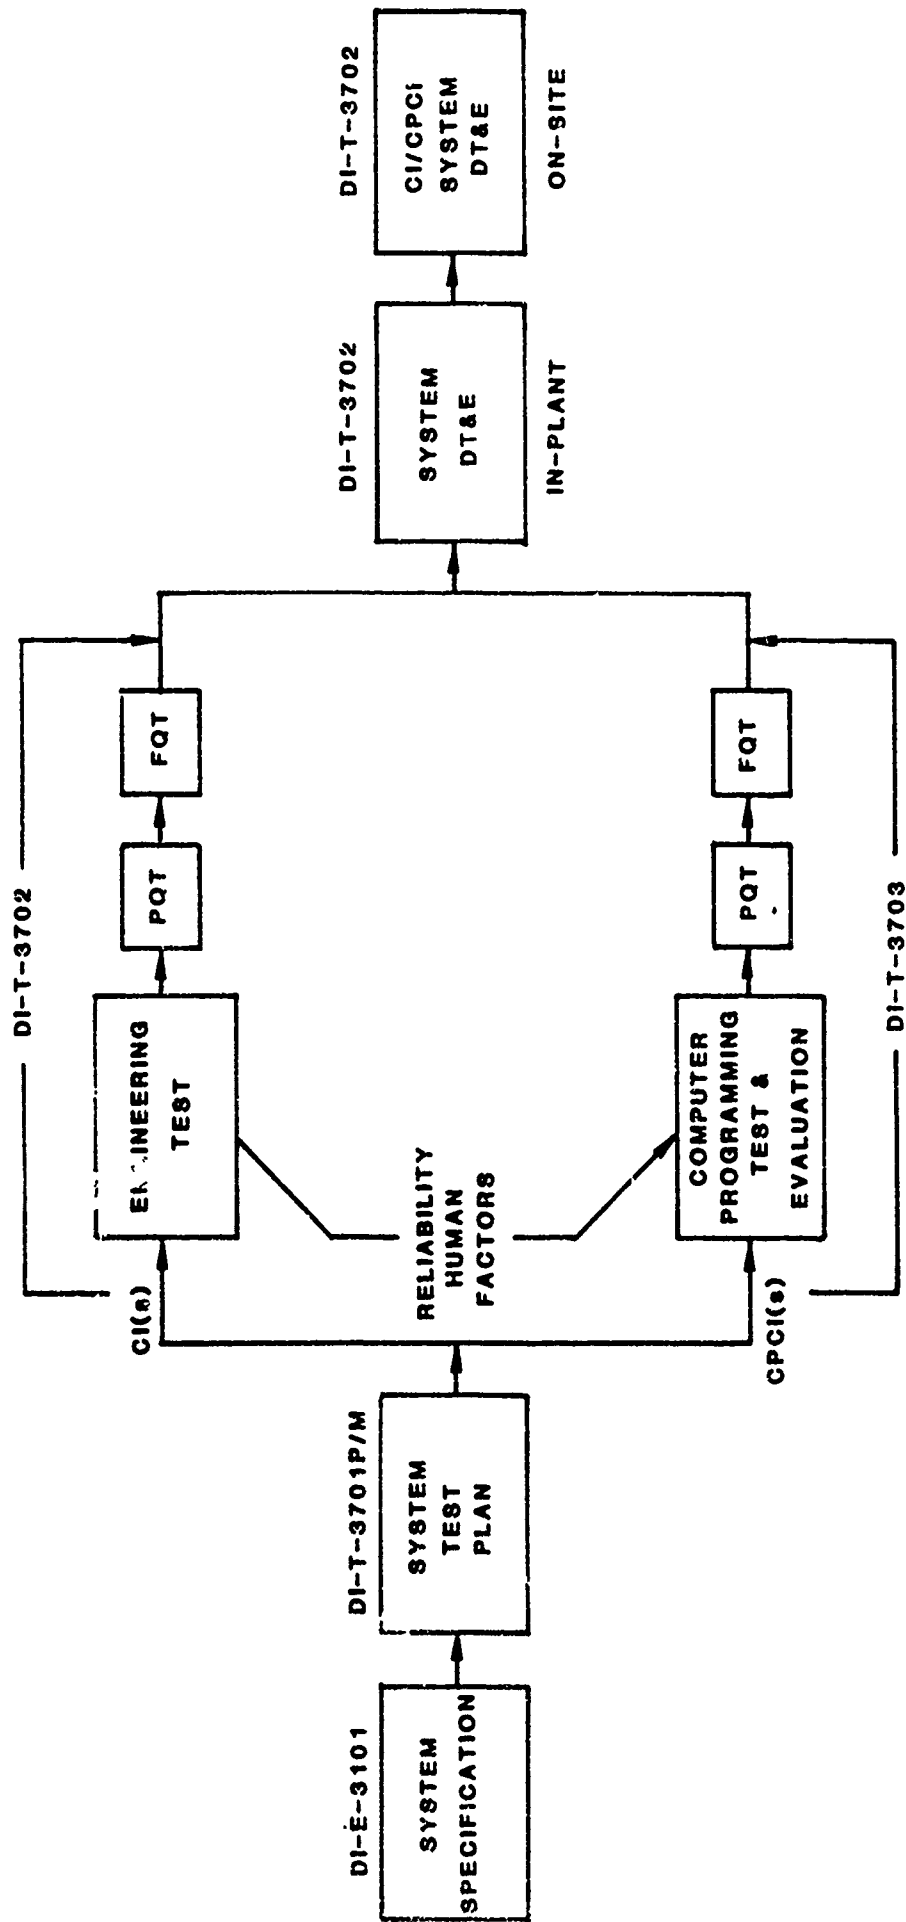 DI-E-3101
SYSTEM
SPECIFICATION
DI-T-3701P/M
SYSTEM
TEST
PLAN
DI-T-3702
CI(s)
ENGINEERING
TEST
PQT
FQT
RELIABILITY
HUMAN
FACTORS
CPCI(s)
COMPUTER
PROGRAMMING
TEST &
EVALUATION
PQT
FQT
DI-T-3703
DI-T-3702
SYSTEM
DT&E
IN-PLANT
DI-T-3702
CI/CPCI
SYSTEM
DT&E
ON-SITE